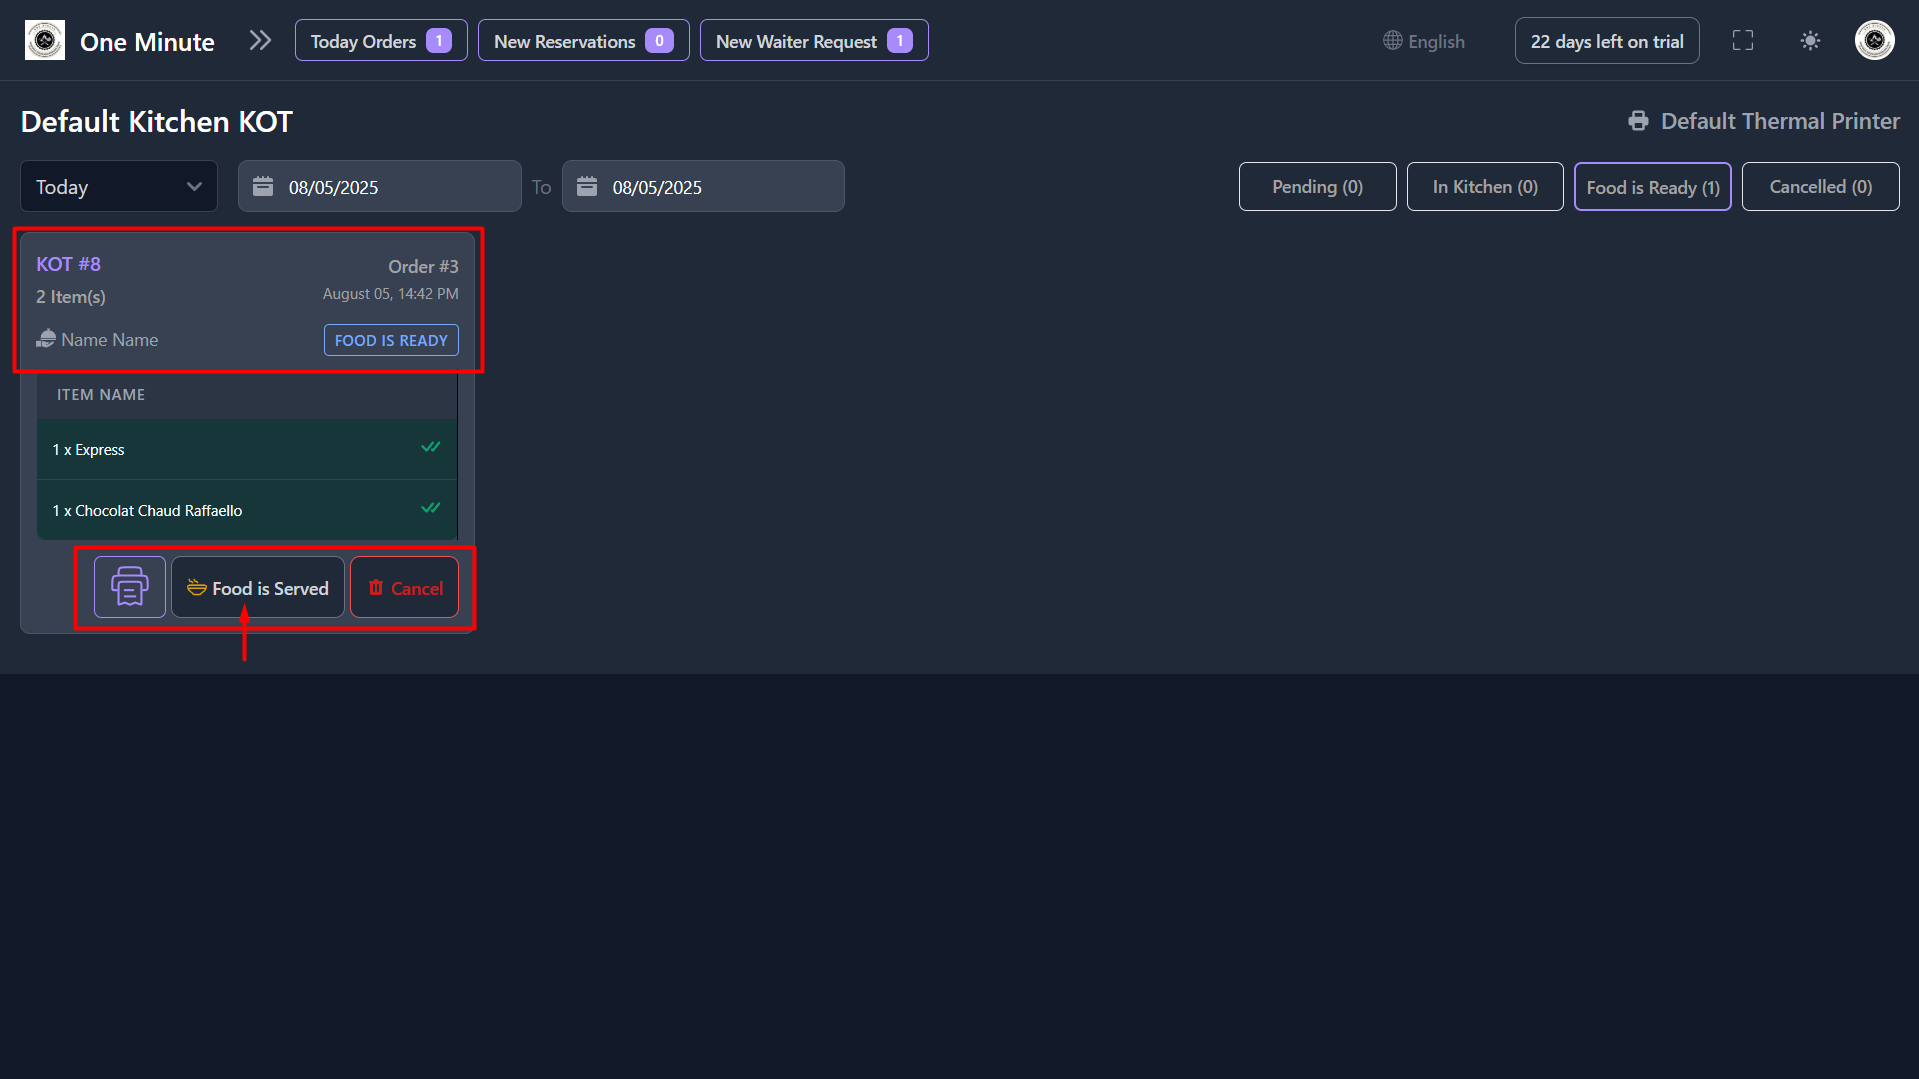 One Minute
Today Orders 1
New Reservations 0
New Waiter Request 1
English
22 days left on trial
Default Kitchen KOT
Default Thermal Printer
Today
08/05/2025
To
08/05/2025
Pending (0)
In Kitchen (0)
Food is Ready (1)
Cancelled (0)
KOT #8
Order #3
2 Item(s)
August 05, 14:42 PM
Name Name
FOOD IS READY
ITEM NAME
1 x Express
1 x Chocolat Chaud Raffaello
Food is Served
Cancel